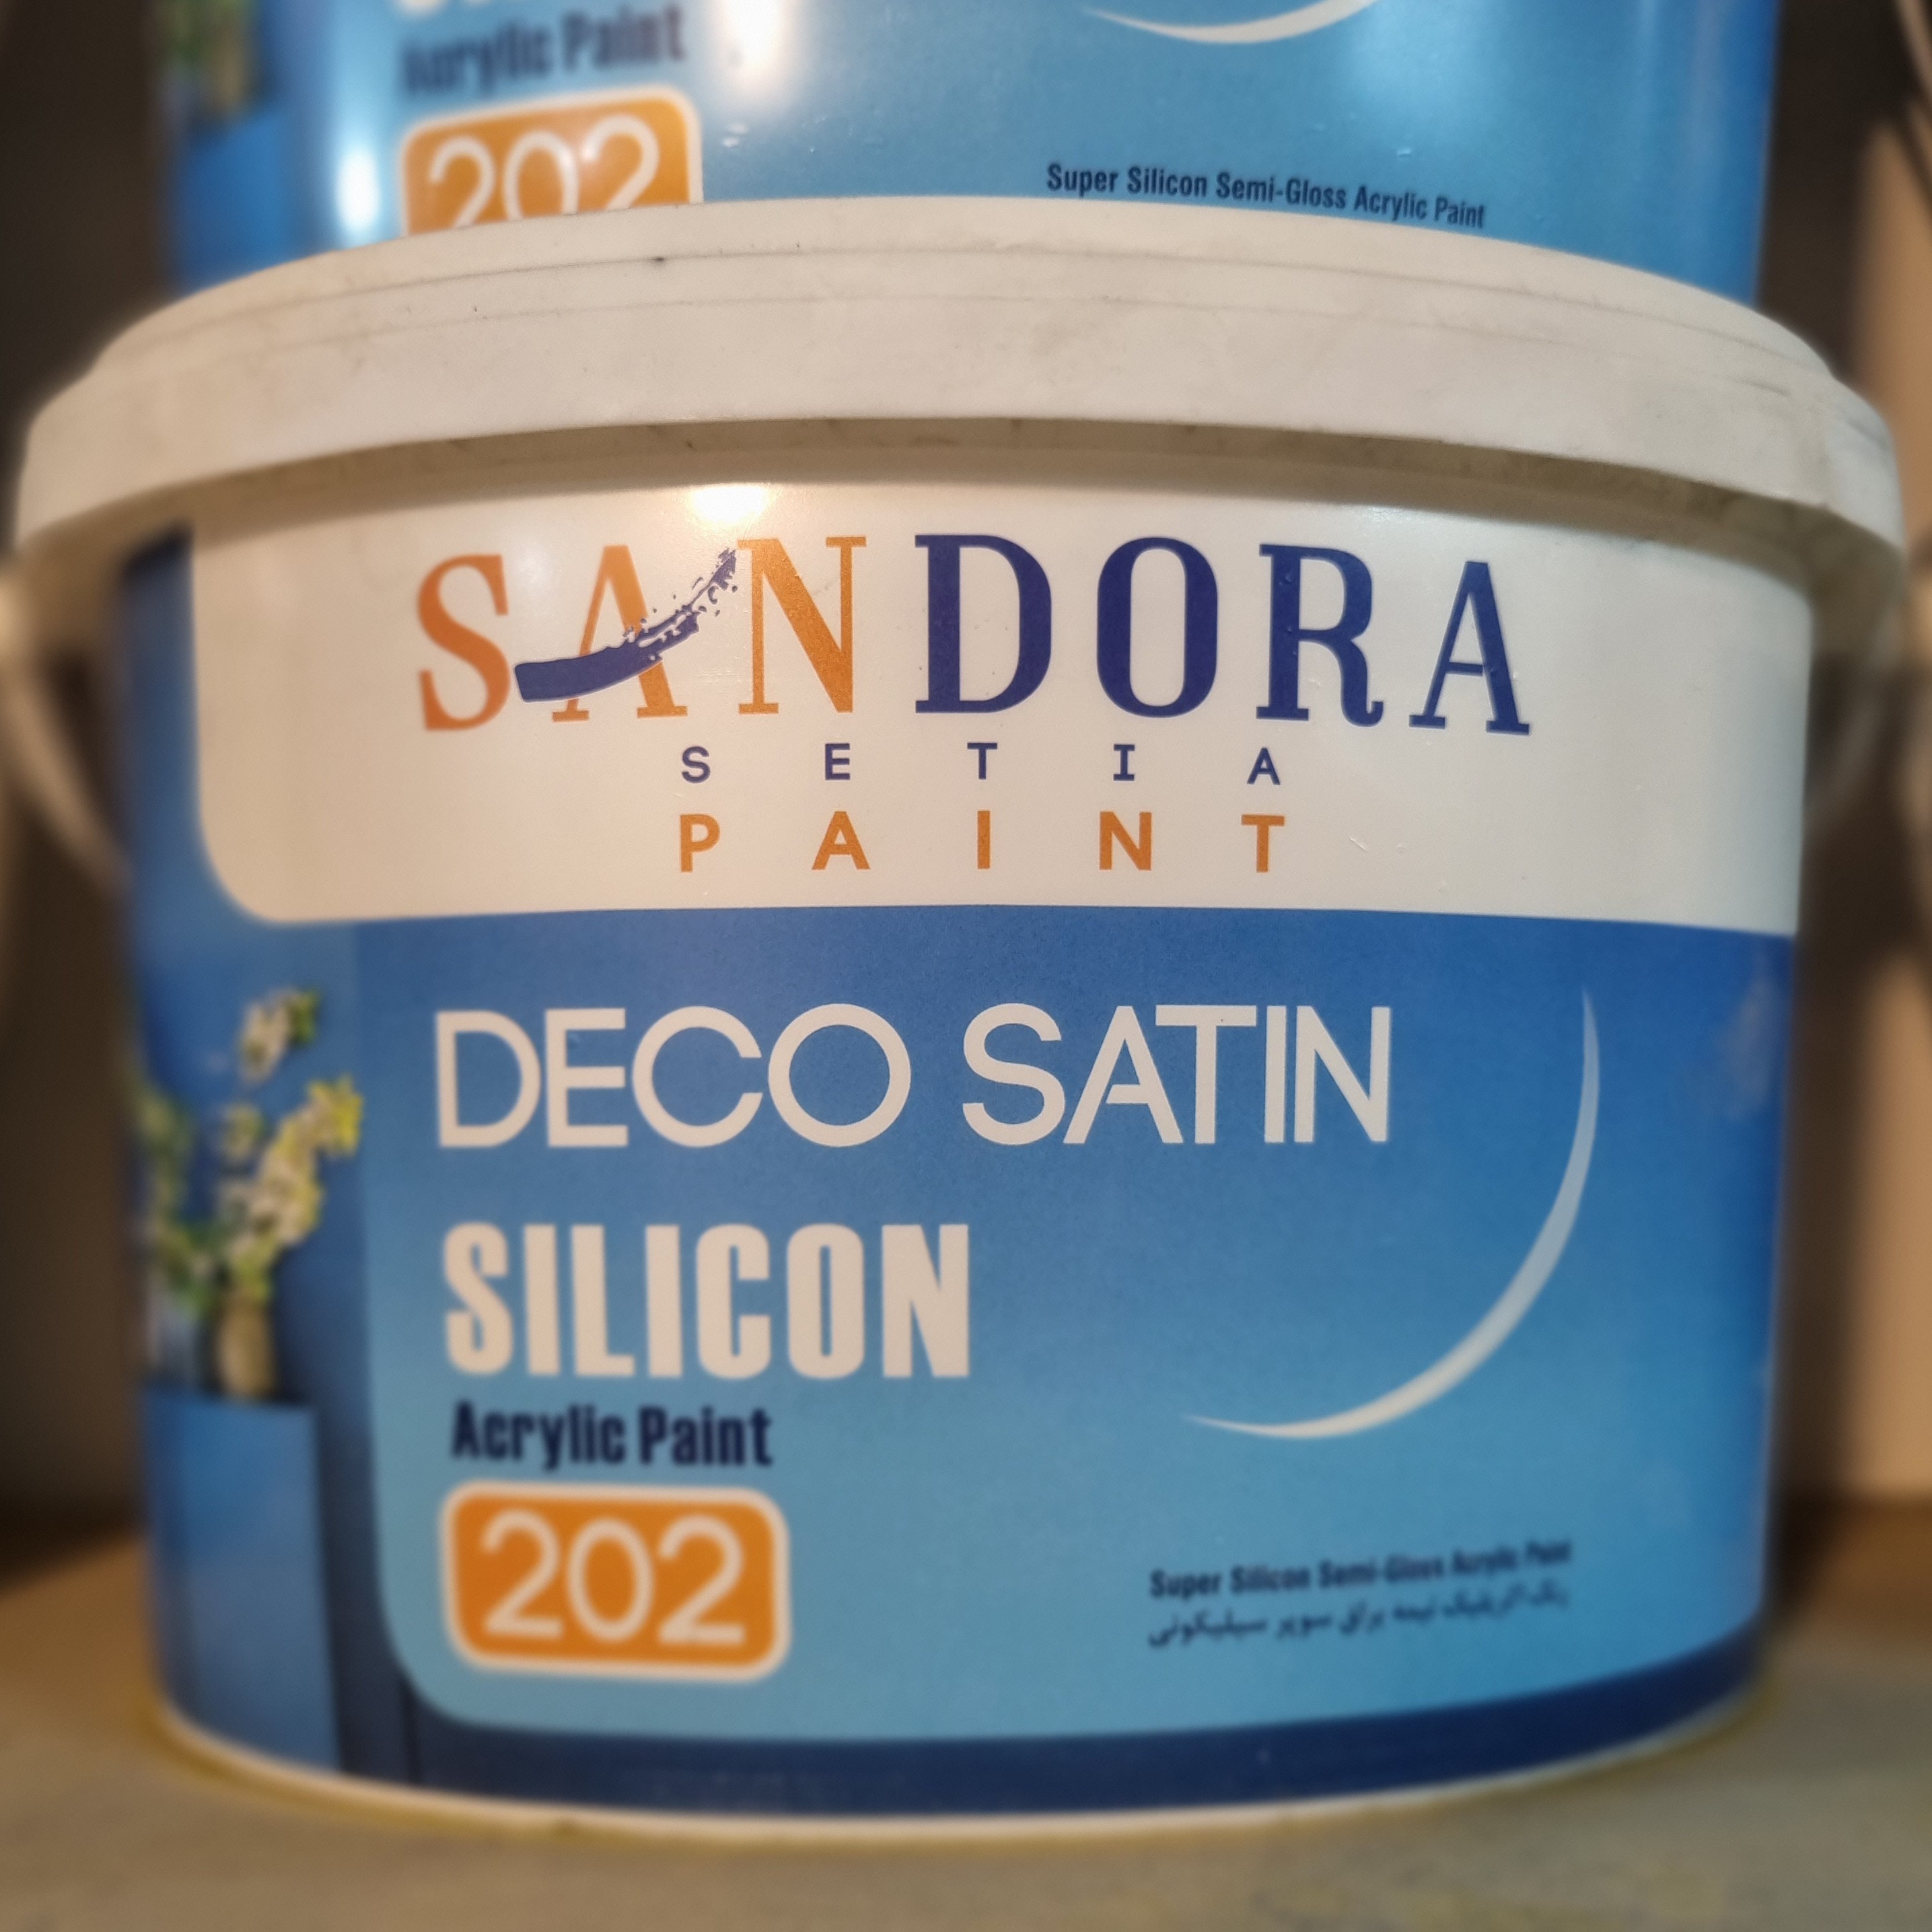 Acrylic Paint
202
Super Silicon Semi-Gloss Acrylic Paint
SANDORA
SETIA
PAINT
DECO SATIN
SILICON
Acrylic Paint
202
Super Silicon Semi-Gloss Acrylic Paint
رنگ اکریلیک نیمه براق سوپر سیلیکونی